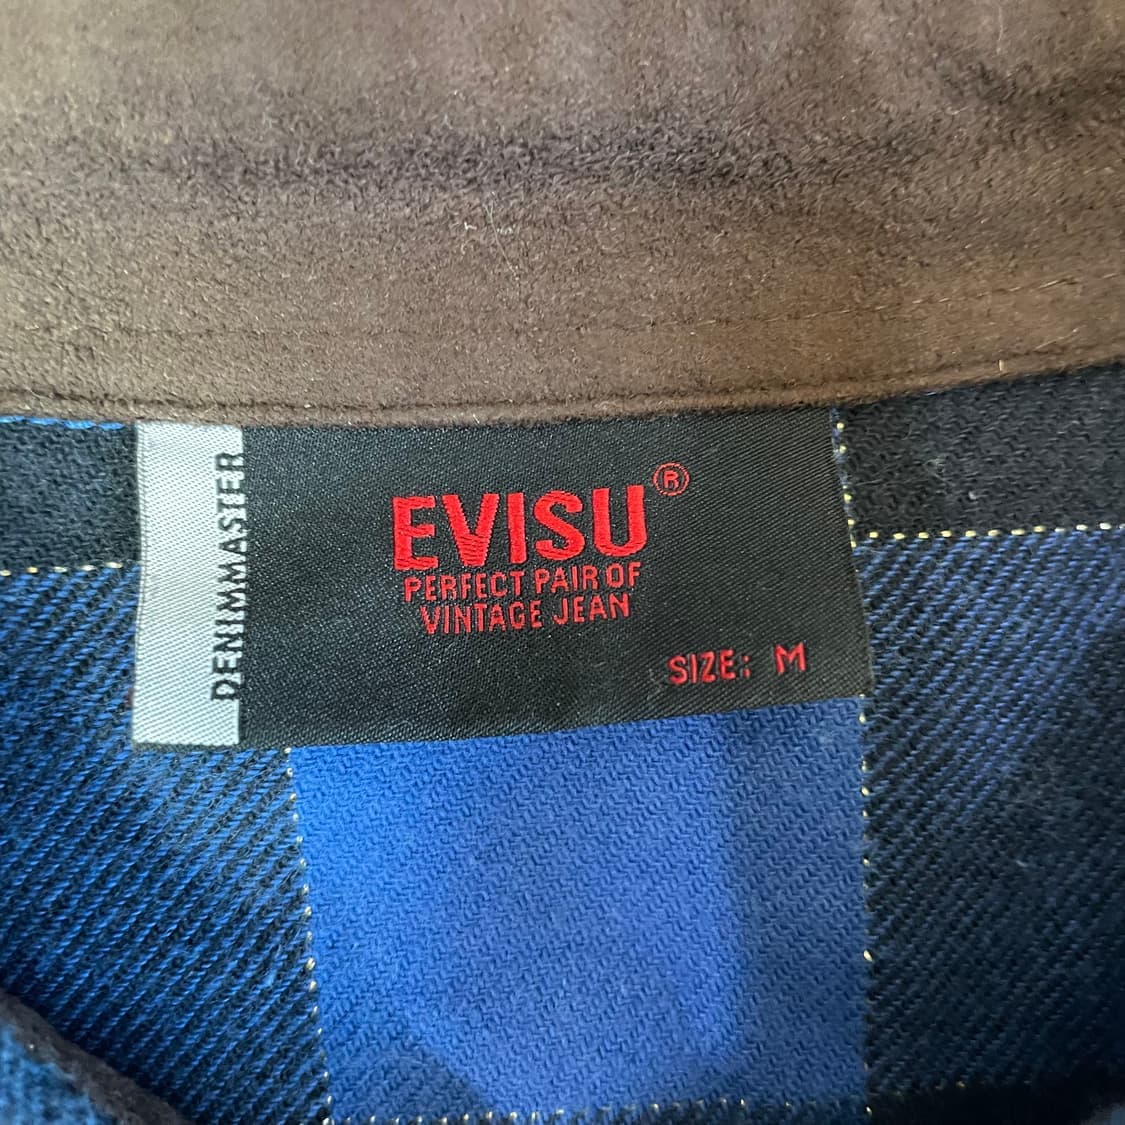 DENIMMASTER
EVISU®
PERFECT PAIR OF
VINTAGE JEAN
SIZE: M